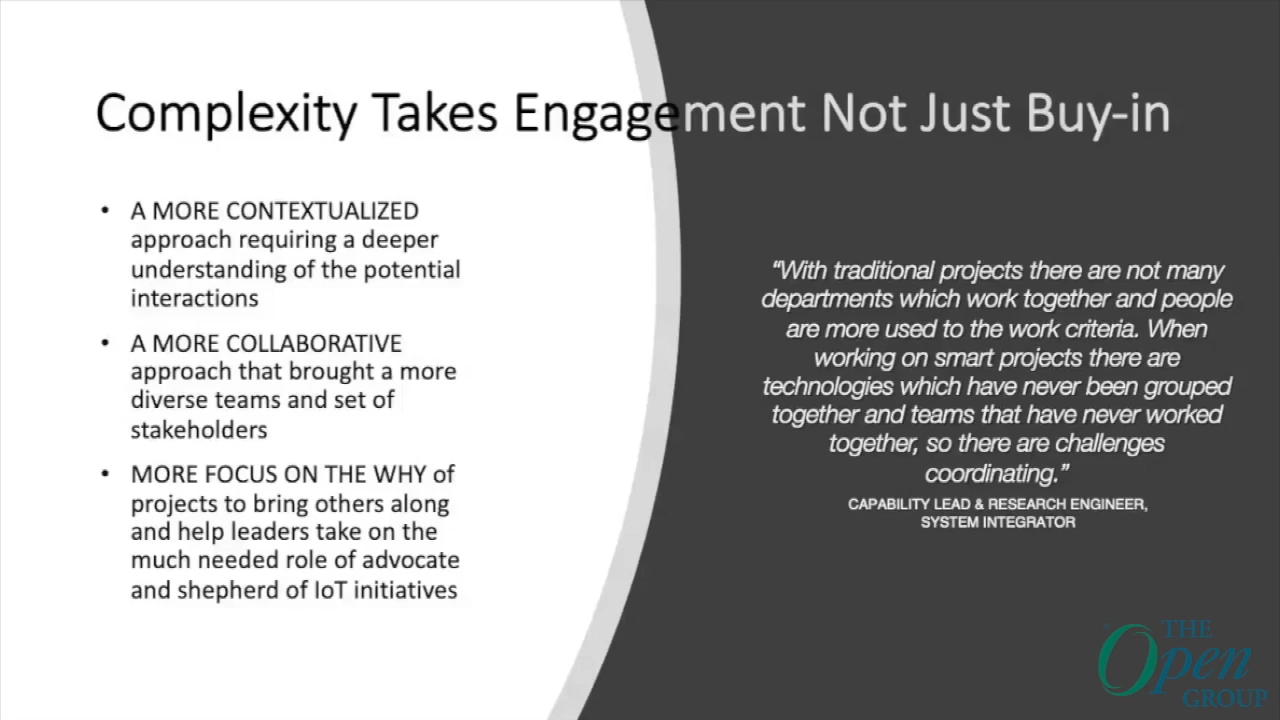 Complexity Takes Engagement Not Just Buy-in
• A MORE CONTEXTUALIZED
approach requiring a deeper
understanding of the potential
interactions
• A MORE COLLABORATIVE
approach that brought a more
diverse teams and set of
stakeholders
• MORE FOCUS ON THE WHY of
projects to bring others along
and help leaders take on the
much needed role of advocate
and shepherd of IoT initiatives
“With traditional projects there are not many
departments which work together and people
are more used to the work criteria. When
working on smart projects there are
technologies which have never been grouped
together and teams that have never worked
together, so there are challenges
coordinating.”
CAPABILITY LEAD & RESEARCH ENGINEER,
SYSTEM INTEGRATOR
THE
Open
GROUP